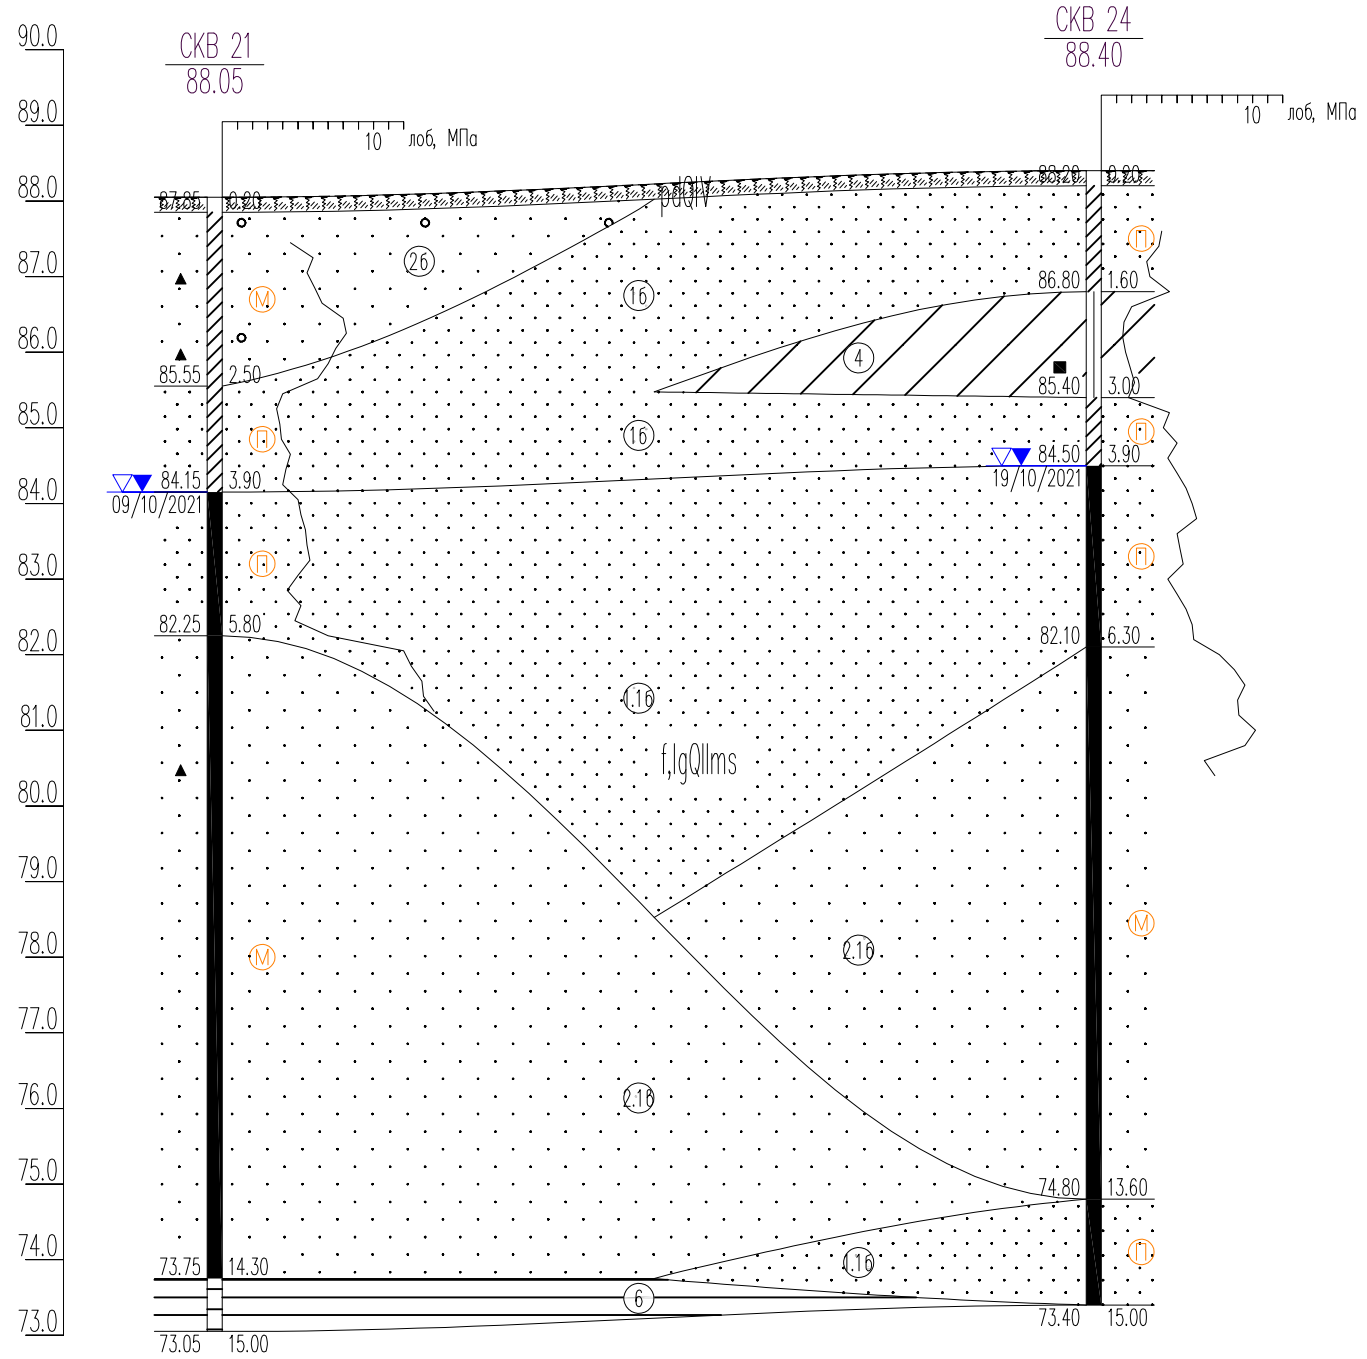 СКВ 24
88.40
90.0
СКВ 21
88.05
89.0
10 лоб, МПа
10 лоб, МПа
88.0
87.85 0.20
pdQIV
88.20 0.20
П
87.0
2б
М
1б
86.80 1.60
86.0
4
85.55 2.50
85.40 3.00
85.0
П
1б
П
84.50 3.90
84.15 3.90
19/10/2021
84.0
09/10/2021
П
П
83.0
82.25 5.80
82.10 6.30
82.0
1.1б
81.0
f,lgQIIms
80.0
79.0
М
2.1б
78.0
М
77.0
76.0
2.1б
75.0
74.80 13.60
74.0
П
1.1б
73.75 14.30
6
73.0
73.40 15.00
73.05 15.00